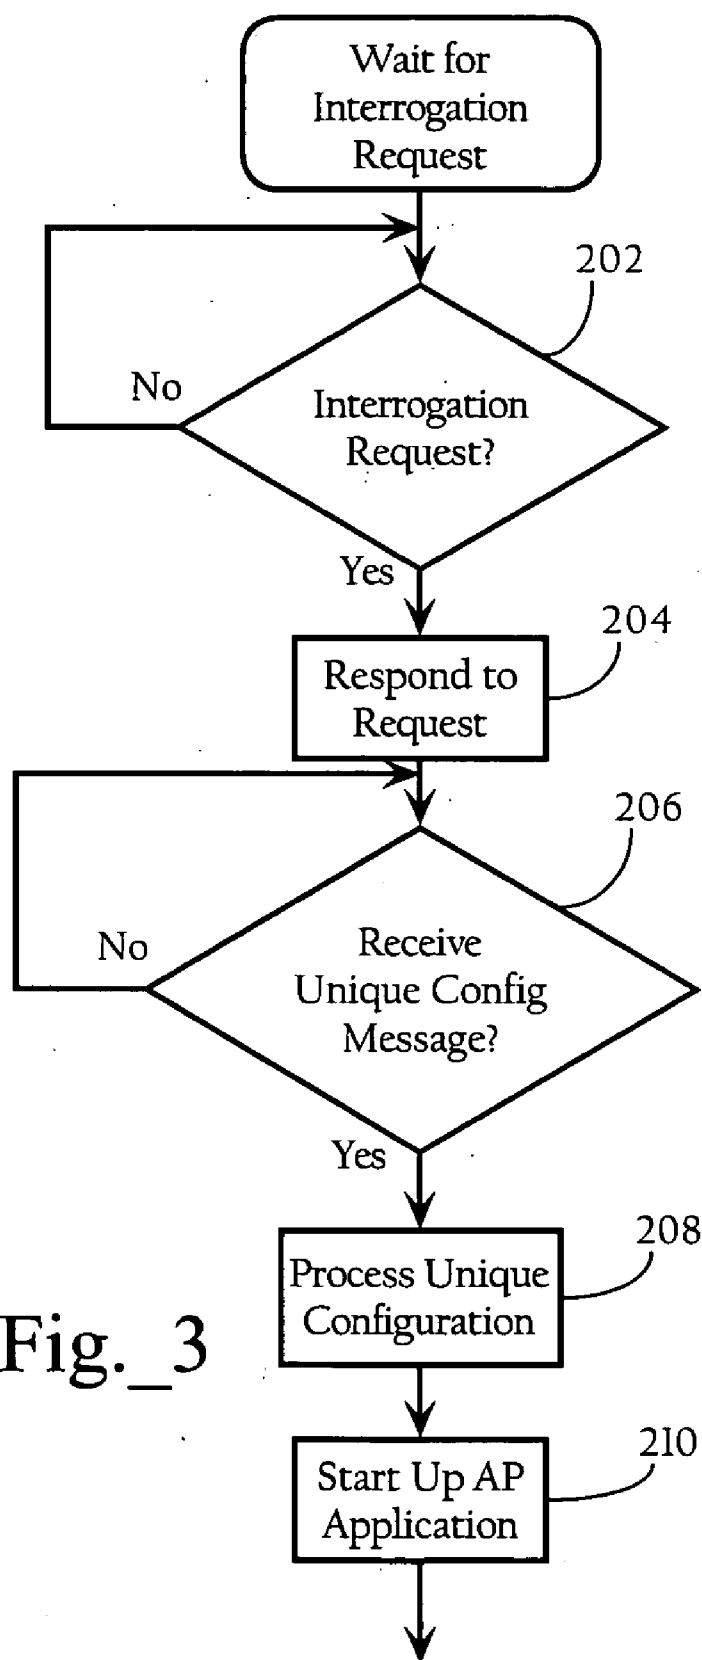 Wait for
Interrogation
Request
202
No
Interrogation
Request?
Yes
204
Respond to
Request
206
No
Receive
Unique Config
Message?
Yes
208
Process Unique
Configuration
Fig._3
210
Start Up AP
Application